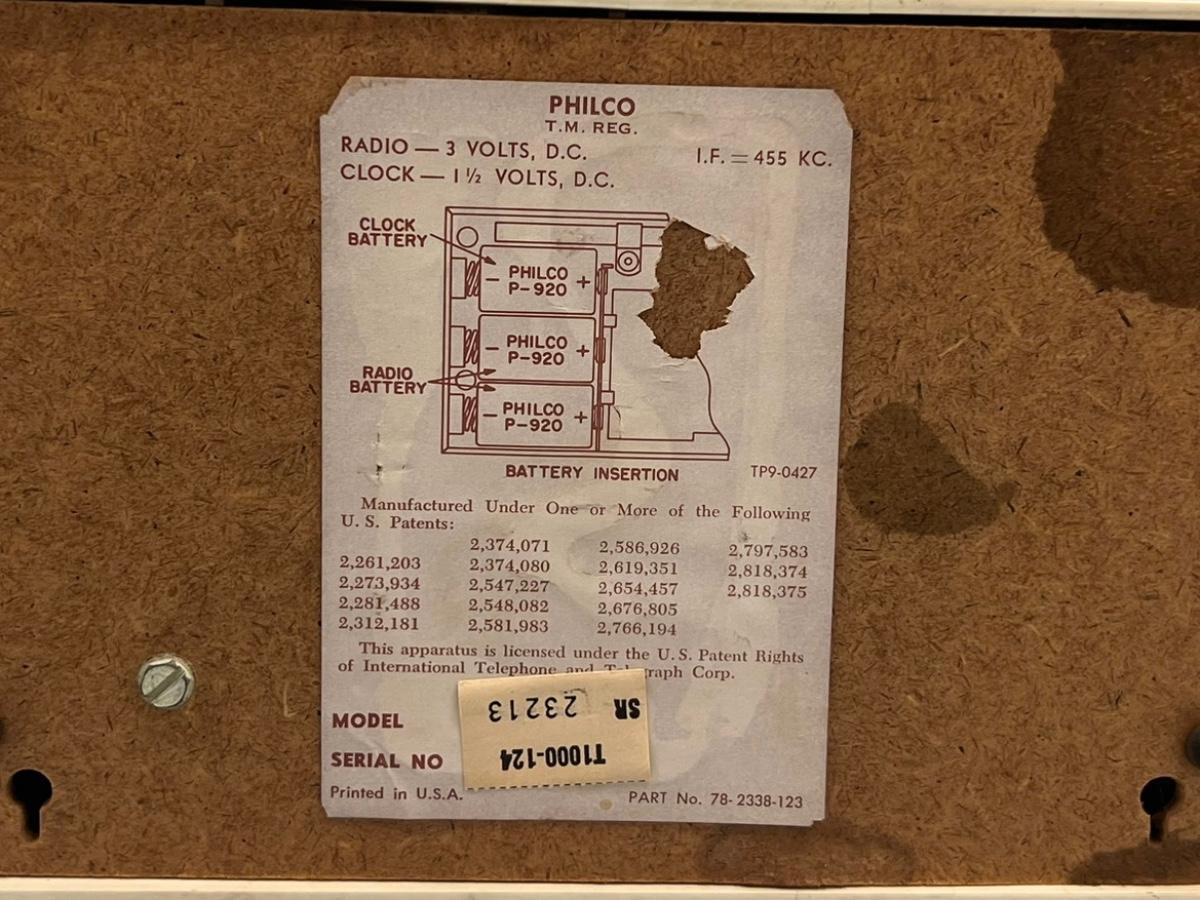 PHILCO
T.M. REG.
RADIO — 3 VOLTS, D.C.
I.F. = 455 KC.
CLOCK — 1 ½ VOLTS, D.C.
CLOCK
BATTERY
− PHILCO +
P-920
− PHILCO +
P-920
RADIO
BATTERY
− PHILCO +
P-920
BATTERY INSERTION
TP9-0427
Manufactured Under One or More of the Following
U. S. Patents:
2,374,071 2,586,926 2,797,583
2,261,203 2,374,080 2,619,351 2,818,374
2,273,934 2,547,227 2,654,457 2,818,375
2,281,488 2,548,082 2,676,805
2,312,181 2,581,983 2,766,194
This apparatus is licensed under the U. S. Patent Rights
of International Telephone and Telegraph Corp.
MODEL
SERIAL NO
T1000-124
SR 23213
Printed in U.S.A.
PART No. 78-2338-123